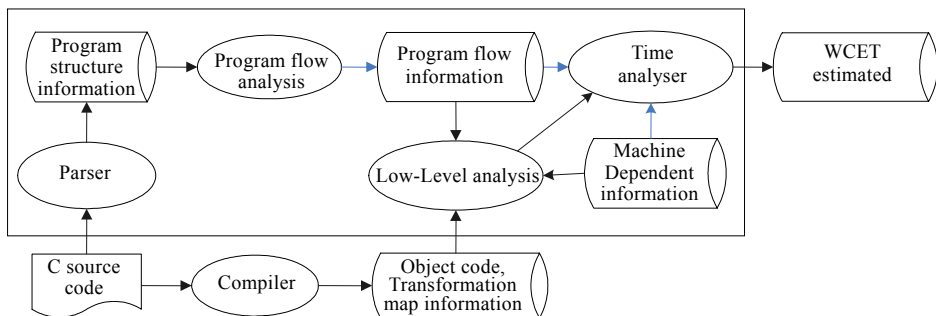 Program
structure
information
Program flow
analysis
Program flow
information
Time
analyser
WCET
estimated
Parser
Low-Level analysis
Machine
Dependent
information
C source
code
Compiler
Object code,
Transformation
map information